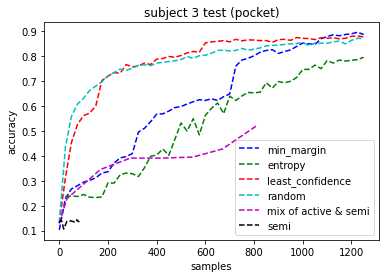 subject 3 test (pocket)
accuracy
0.9
0.8
0.7
0.6
0.5
0.4
0.3
0.2
0.1
min_margin
entropy
least_confidence
random
mix of active & semi
semi
0 200 400 600 800 1000 1200
samples